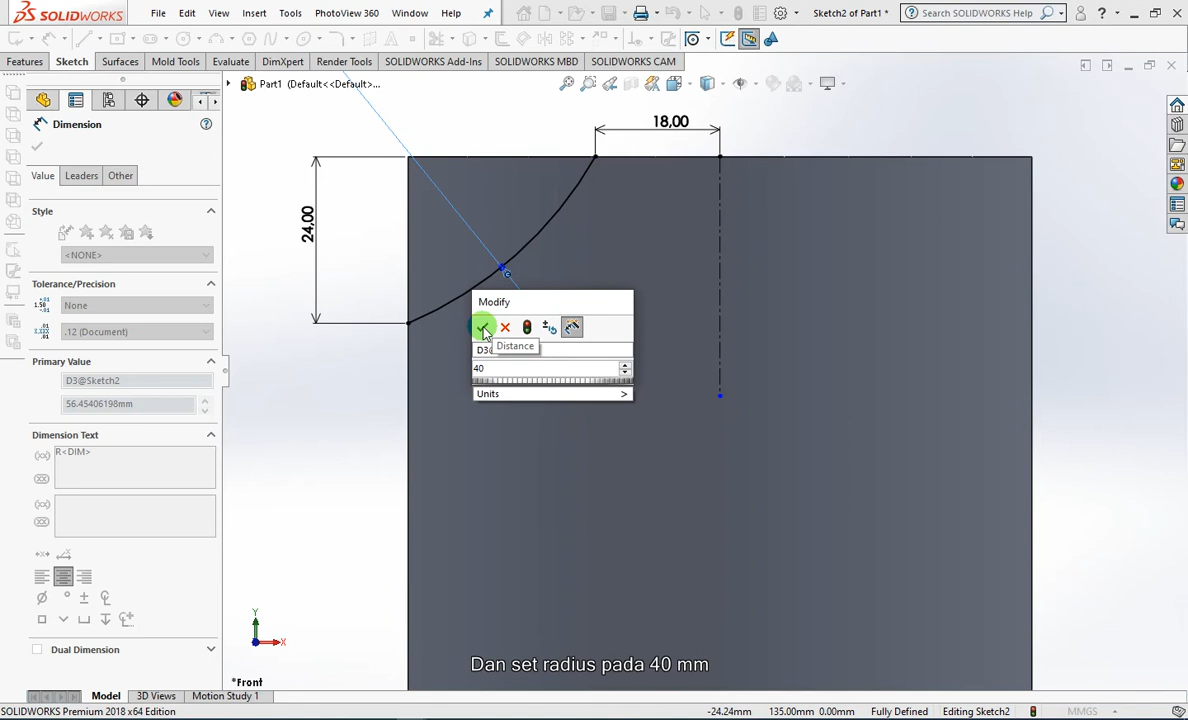 SOLIDWORKS File Edit View Insert Tools PhotoView 360 Window Help Sketch2 of Part1 * Search SOLIDWORKS Help
Features Sketch Surfaces Mold Tools Evaluate DimXpert Render Tools SOLIDWORKS Add-Ins SOLIDWORKS MBD SOLIDWORKS CAM
Part1 (Default<<Default>...
Dimension
Value Leaders Other
Style
<NONE>
Tolerance/Precision
None
.12 (Document)
Primary Value
D3@Sketch2
56.45406198mm
Dimension Text
R<DIM>
Dual Dimension
18,00
24,00
Modify
Distance
D3@
40
Units
Y
X
Dan set radius pada 40 mm
*Front
Model 3D Views Motion Study 1
SOLIDWORKS Premium 2018 x64 Edition -24.24mm 135.00mm 0.00mm Fully Defined Editing Sketch2 MMGS